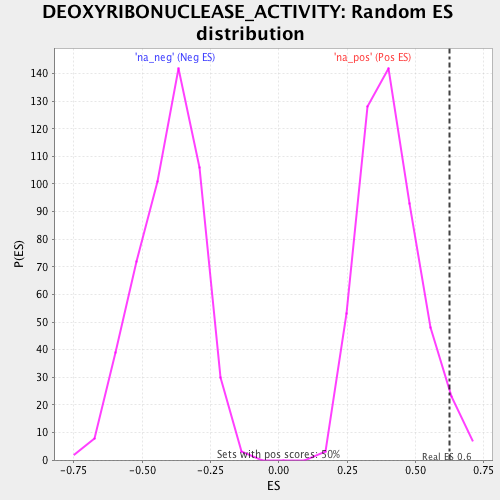 DEOXYRIBONUCLEASE_ACTIVITY: Random ES
distribution
'na_neg' (Neg ES) 'na_pos' (Pos ES)
140
130
120
110
100
90
80
70
60
50
40
30
20
10
0
P(ES)
Sets with pos scores: 50%
Real ES 0.6
-0.75 -0.50 -0.25 0.00 0.25 0.50 0.75
ES